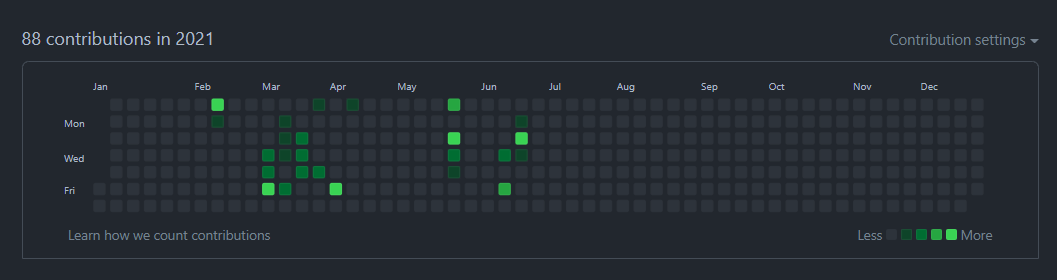 88 contributions in 2021
Contribution settings
Jan Feb Mar Apr May Jun Jul Aug Sep Oct Nov Dec
Mon
Wed
Fri
Learn how we count contributions
Less More